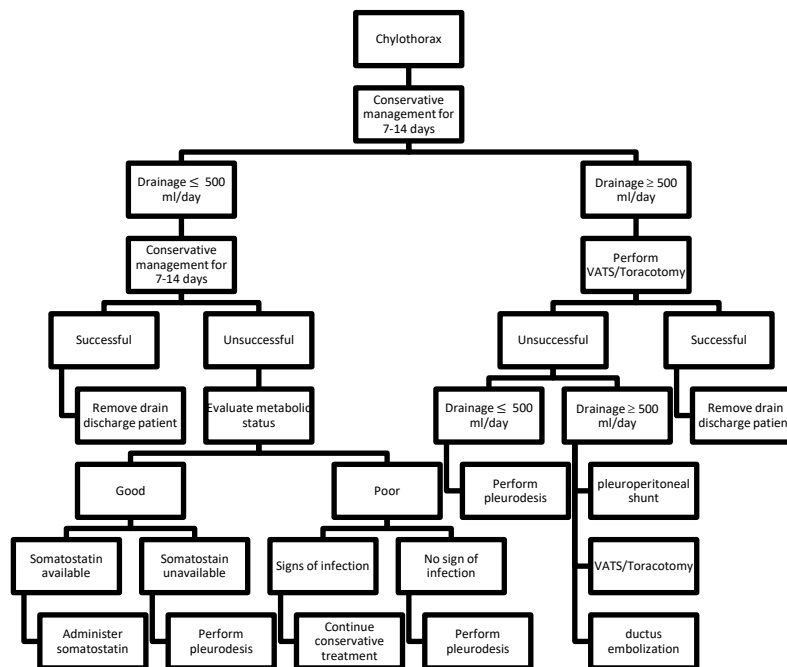 Chylothorax
Conservative
management for
7-14 days
Drainage ≤ 500
ml/day
Drainage ≥ 500
ml/day
Conservative
management for
7-14 days
Perform
VATS/Toracotomy
Successful
Unsuccessful
Unsuccessful
Successful
Remove drain
discharge patient
Evaluate metabolic
status
Drainage ≤ 500
ml/day
Drainage ≥ 500
ml/day
Remove drain
discharge patient
Good
Poor
Perform
pleurodesis
pleuroperitoneal
shunt
Somatostatin
available
Somatostain
unavailable
Signs of infection
No sign of
infection
VATS/Toracotomy
Administer
somatostatin
Perform
pleurodesis
Continue
conservative
treatment
Perform
pleurodesis
ductus
embolization